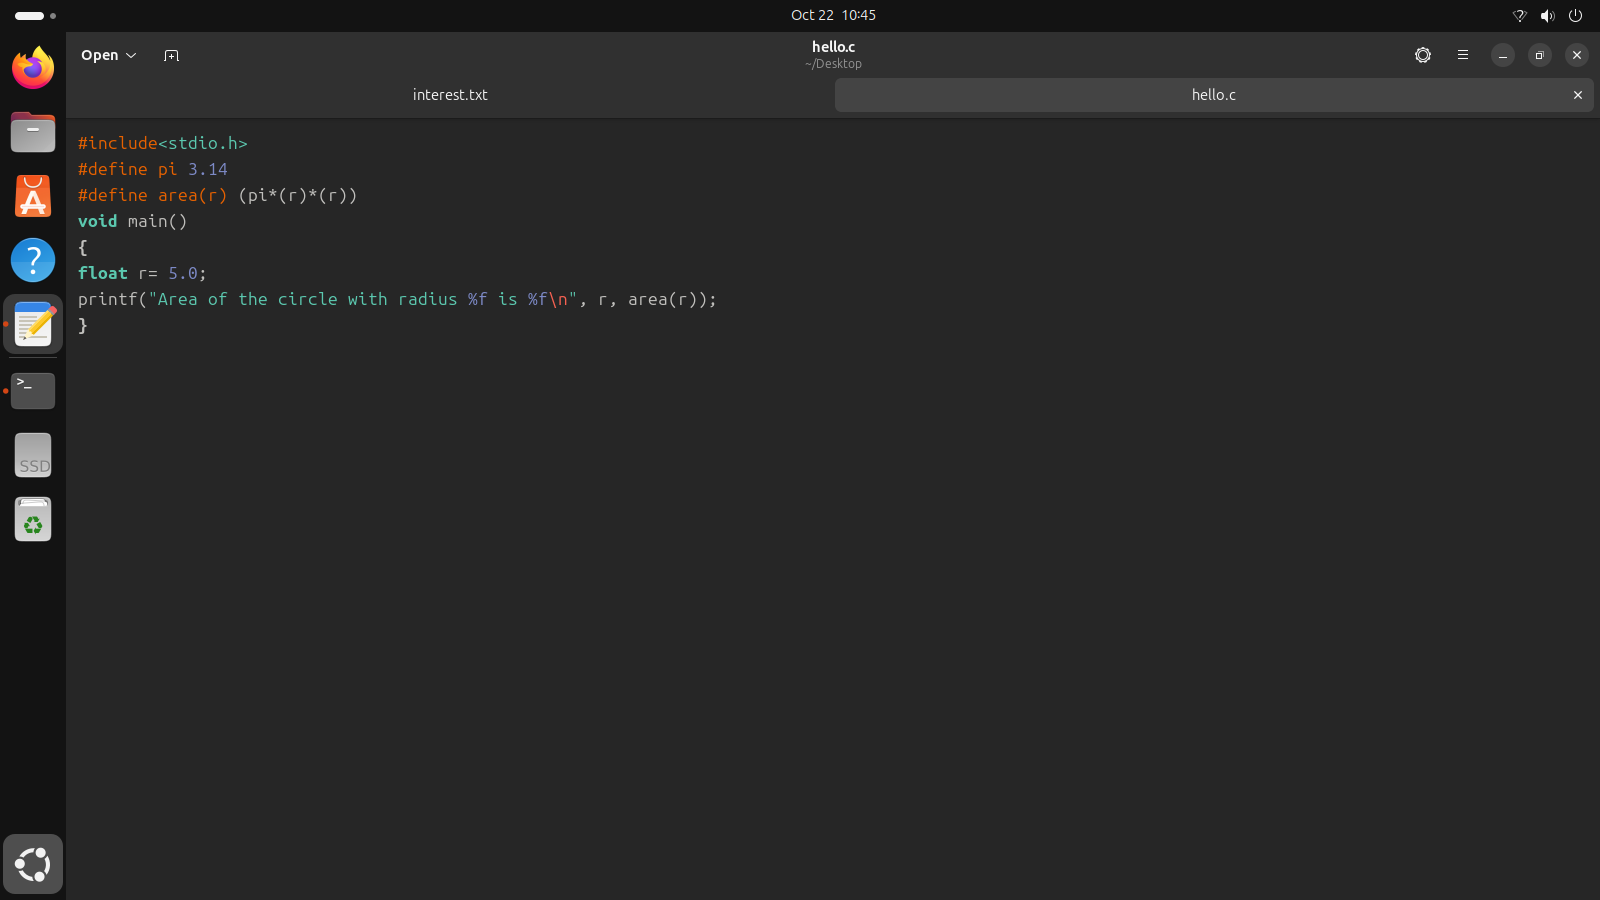 Oct 22 10:45
Open
hello.c
~/Desktop
interest.txt
hello.c
#include<stdio.h>
#define pi 3.14
#define area(r) (pi*(r)*(r))
void main()
{
float r= 5.0;
printf("Area of the circle with radius %f is %f\n", r, area(r));
}
>_
SSD